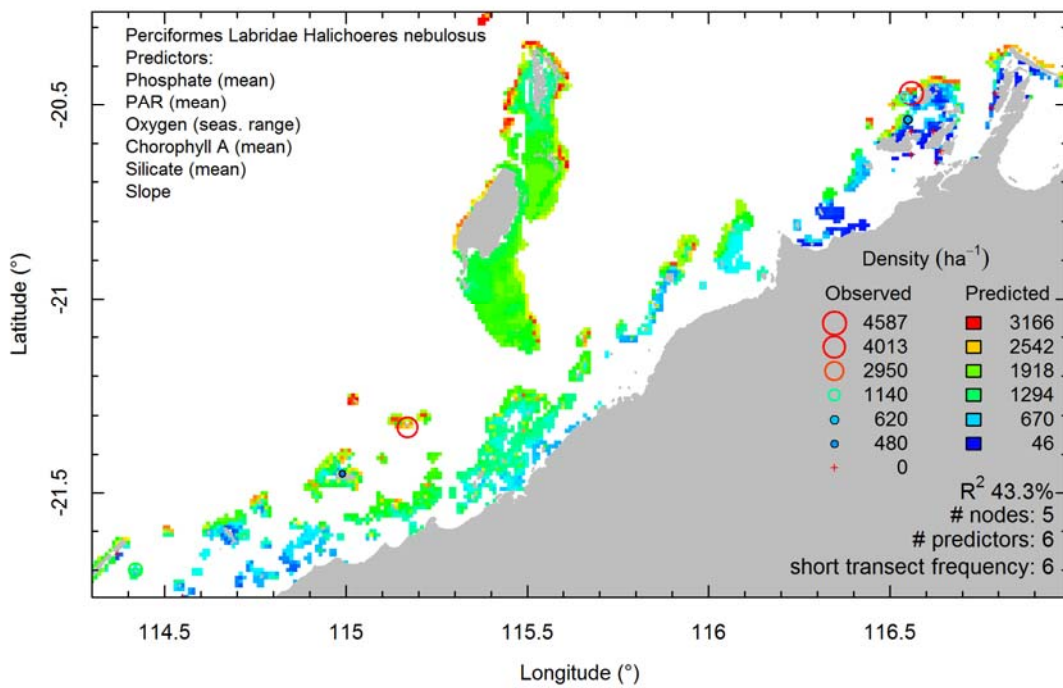 Perciformes Labridae Halichoeres nebulosus
Predictors:
Phosphate (mean)
PAR (mean)
Oxygen (seas. range)
Chorophyll A (mean)
Silicate (mean)
Slope
-20.5
-21
-21.5
Latitude (°)
Density (ha⁻¹)
Observed Predicted
4587 3166
4013 2542
2950 1918
1140 1294
620 670
480 46
0
R² 43.3%
# nodes: 5
# predictors: 6
short transect frequency: 6
114.5 115 115.5 116 116.5
Longitude (°)